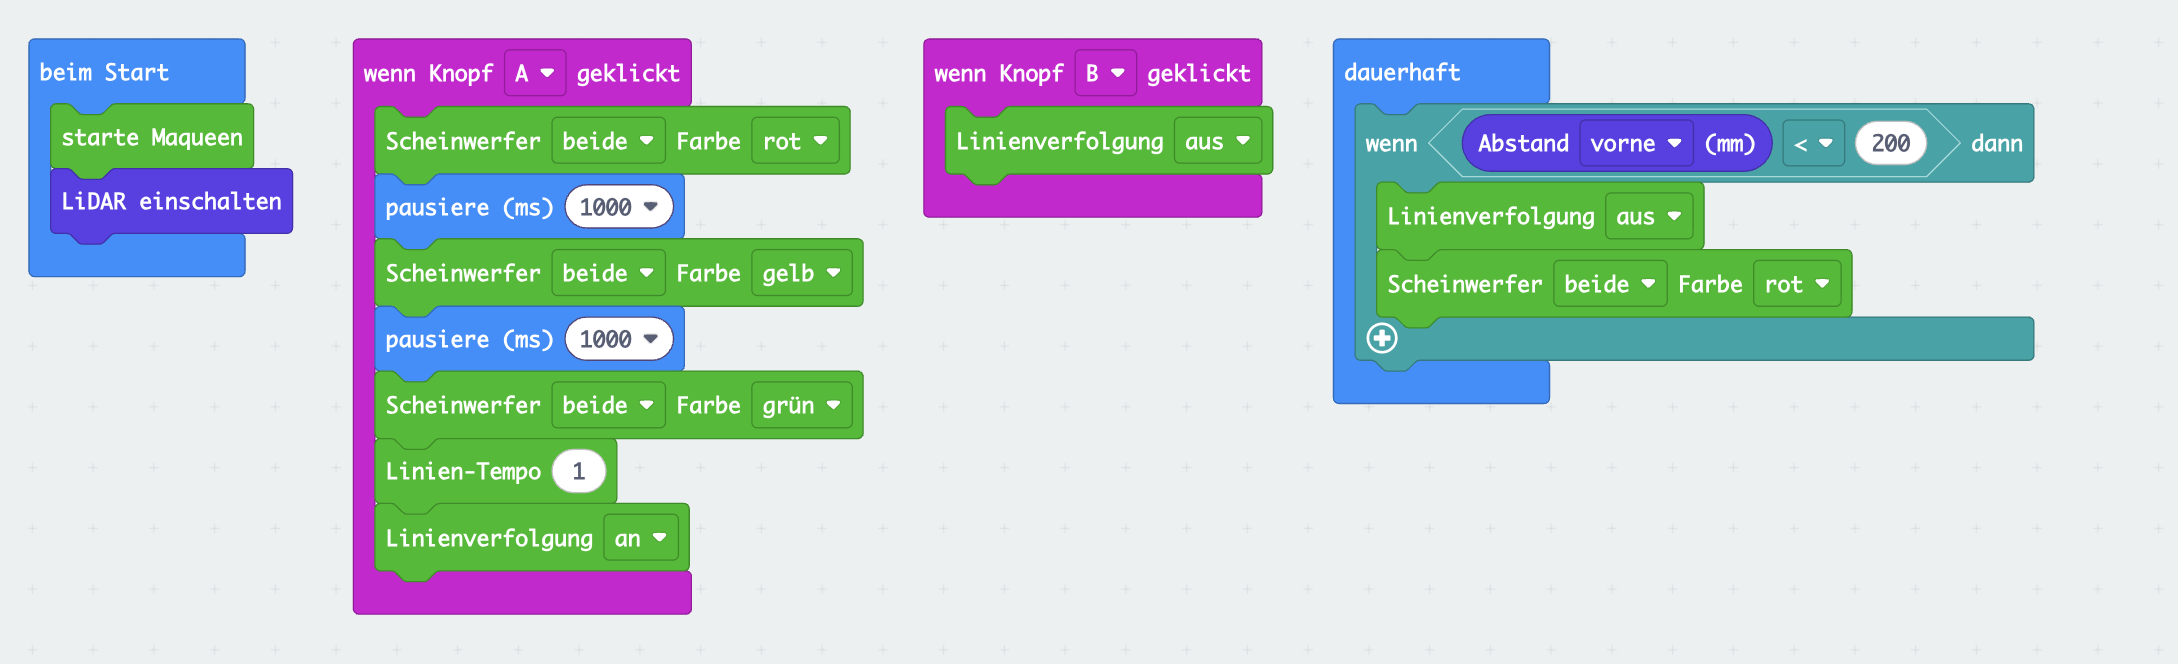 beim Start
starte Maqueen
LiDAR einschalten
wenn Knopf A geklickt
Scheinwerfer beide Farbe rot
pausiere (ms) 1000
Scheinwerfer beide Farbe gelb
pausiere (ms) 1000
Scheinwerfer beide Farbe grün
Linien-Tempo 1
Linienverfolgung an
wenn Knopf B geklickt
Linienverfolgung aus
dauerhaft
wenn Abstand vorne (mm) < 200 dann
Linienverfolgung aus
Scheinwerfer beide Farbe rot